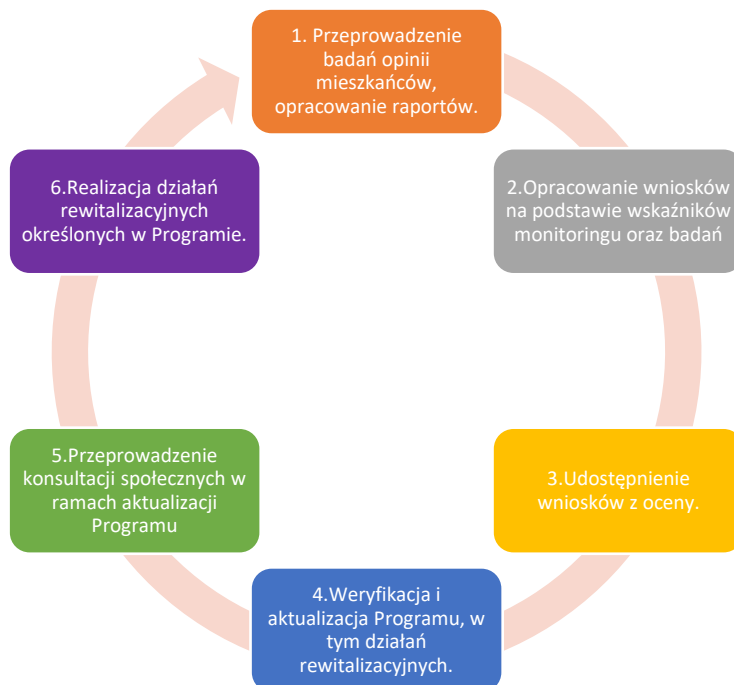 1. Przeprowadzenie
badań opinii
mieszkańców,
opracowanie raportów.
2.Opracowanie wniosków
na podstawie wskaźników
monitoringu oraz badań
3.Udostępnienie
wniosków z oceny.
4.Weryfikacja i
aktualizacja Programu, w
tym działań
rewitalizacyjnych.
5.Przeprowadzenie
konsultacji społecznych w
ramach aktualizacji
Programu
6.Realizacja działań
rewitalizacyjnych
określonych w Programie.